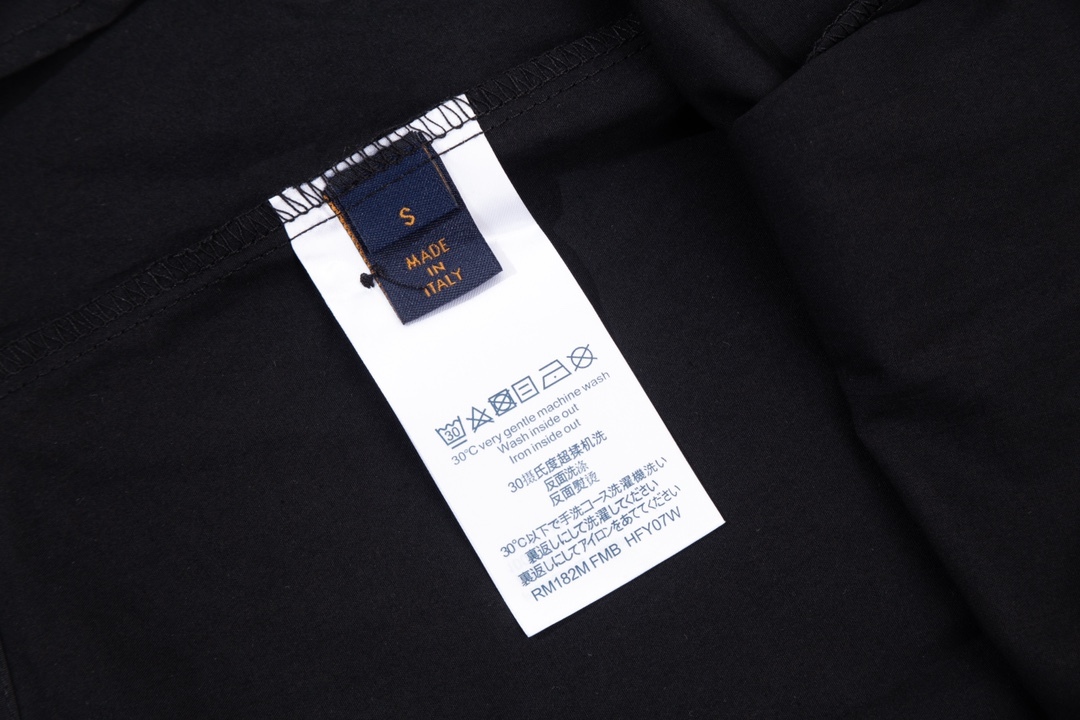 S
MADE
IN
ITALY
30
30°C very gentle machine wash
Wash inside out
Iron inside out
30摄氏度超揉机洗
反面洗涤
反面熨烫
30°C以下で手洗コース洗濯機洗い
裏返しにして洗濯してください
裏返しにしてアイロンをあててください
RM182M FMB HFY07W